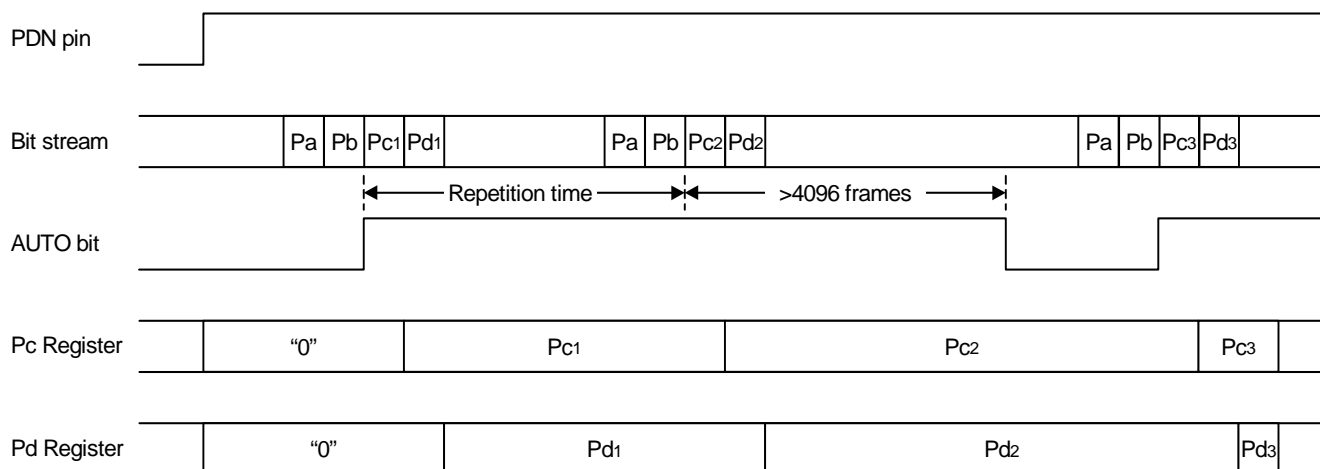 PDN pin
Bit stream Pa Pb Pc1 Pd1 Pa Pb Pc2 Pd2 Pa Pb Pc3 Pd3
Repetition time >4096 frames
AUTO bit
Pc Register “0” Pc1 Pc2 Pc3
Pd Register “0” Pd1 Pd2 Pd3